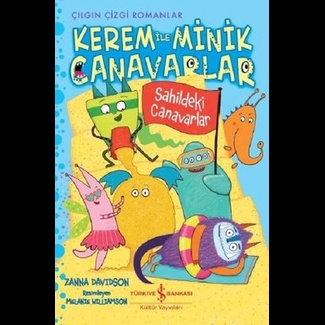 ÇILGIN ÇİZGİ ROMANLAR
KEREM İLE MİNİK
CANAVARLAR
Sahildeki
Canavarlar
ZANNA DAVIDSON
Resimleyen
MELANIE WILLIAMSON
TÜRKİYE İŞ BANKASI
Kültür Yayınları